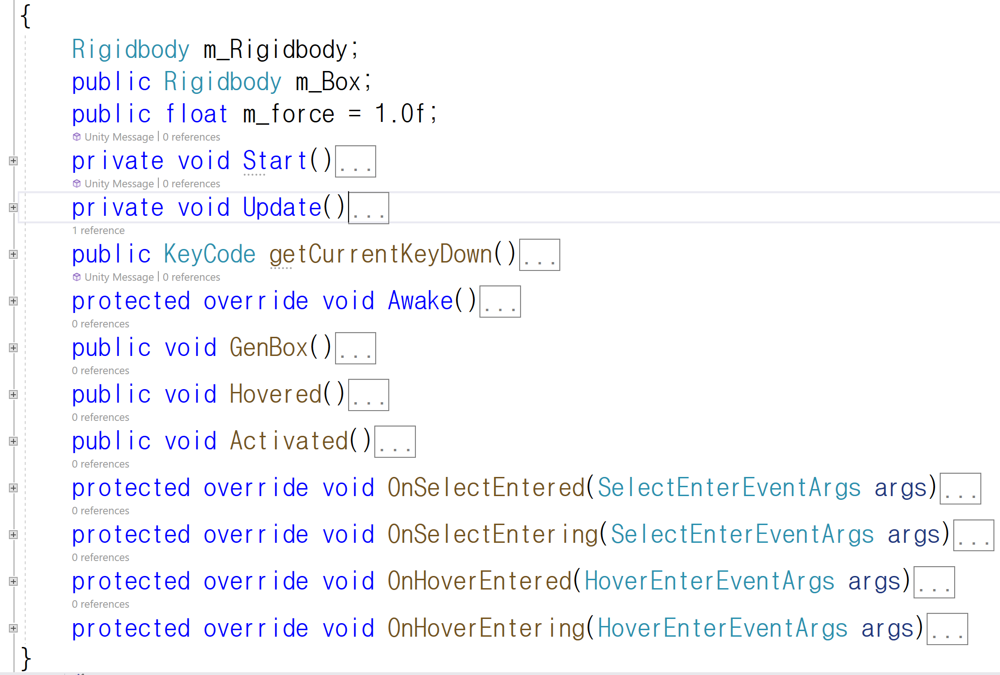 {
Rigidbody m_Rigidbody;
public Rigidbody m_Box;
public float m_force = 1.0f;
Unity Message | 0 references
private void Start()...
Unity Message | 0 references
private void Update()...
1 reference
public KeyCode getCurrentKeyDown()...
Unity Message | 0 references
protected override void Awake()...
0 references
public void GenBox()...
0 references
public void Hovered()...
0 references
public void Activated()...
0 references
protected override void OnSelectEntered(SelectEnterEventArgs args)...
0 references
protected override void OnSelectEntering(SelectEnterEventArgs args)...
0 references
protected override void OnHoverEntered(HoverEnterEventArgs args)...
0 references
protected override void OnHoverEntering(HoverEnterEventArgs args)...
}